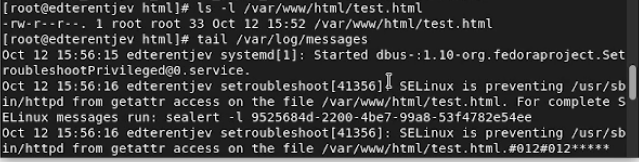 [root@edterentjev html]# ls -l /var/www/html/test.html
-rw-r--r--. 1 root root 33 Oct 12 15:52 /var/www/html/test.html
[root@edterentjev html]# tail /var/log/messages
Oct 12 15:56:15 edterentjev systemd[1]: Started dbus-:1.10-org.fedoraproject.Set
roubleshootPrivileged@0.service.
Oct 12 15:56:16 edterentjev setroubleshoot[41356]: SELinux is preventing /usr/sb
in/httpd from getattr access on the file /var/www/html/test.html. For complete S
ELinux messages run: sealert -l 9525684d-2200-4be7-99a8-53f4782e54ee
Oct 12 15:56:16 edterentjev setroubleshoot[41356]: SELinux is preventing /usr/sb
in/httpd from getattr access on the file /var/www/html/test.html.#012#012*****